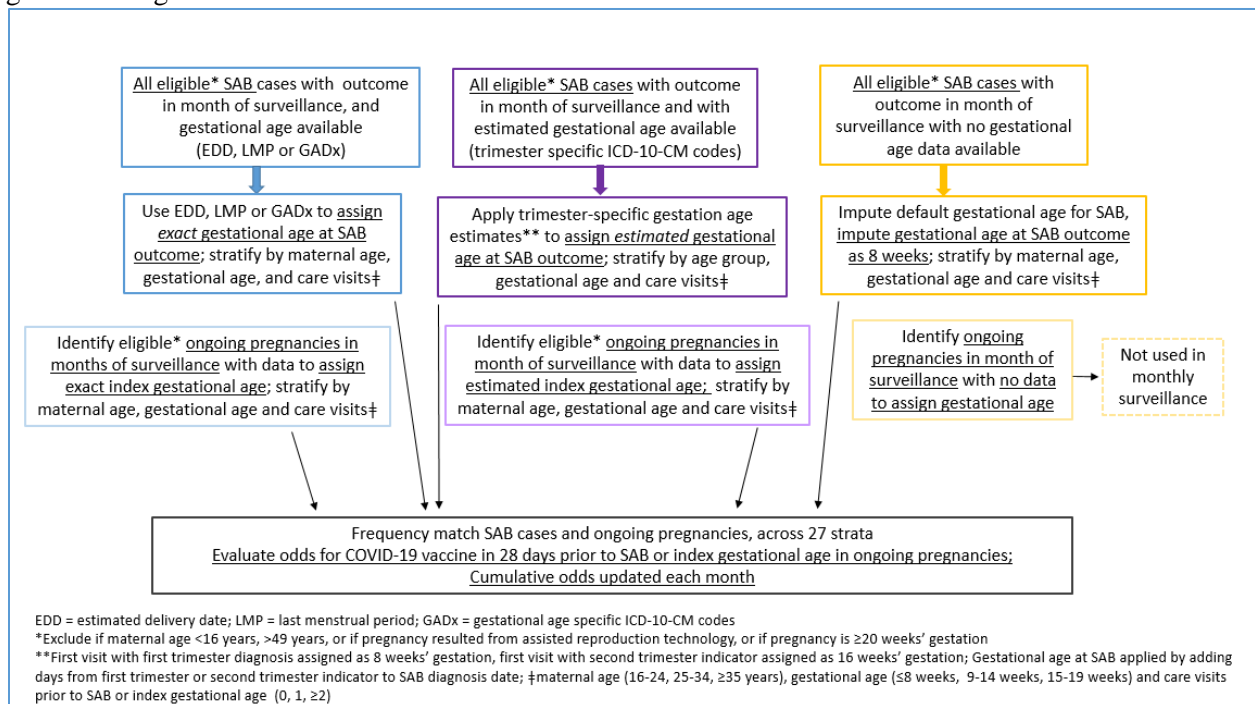 All eligible* SAB cases with outcome
in month of surveillance, and
gestational age available
(EDD, LMP or GADx)
All eligible* SAB cases with outcome
in month of surveillance and with
estimated gestational age available
(trimester specific ICD-10-CM codes)
All eligible* SAB cases with
outcome in month of
surveillance with no gestational
age data available
Use EDD, LMP or GADx to assign
exact gestational age at SAB
outcome; stratify by maternal age,
gestational age, and care visits‡
Apply trimester-specific gestation age
estimates** to assign estimated gestational
age at SAB outcome; stratify by age group,
gestational age and care visits‡
Impute default gestational age for SAB,
impute gestational age at SAB outcome
as 8 weeks; stratify by maternal age,
gestational age and care visits‡
Identify eligible* ongoing pregnancies in
months of surveillance with data to assign
exact index gestational age; stratify by
maternal age, gestational age and care visits‡
Identify eligible* ongoing pregnancies in
month of surveillance with data to assign
estimated index gestational age; stratify by
maternal age, gestational age and care visits‡
Identify ongoing
pregnancies in month of
surveillance with no data
to assign gestational age
Not used in
monthly
surveillance
Frequency match SAB cases and ongoing pregnancies, across 27 strata
Evaluate odds for COVID-19 vaccine in 28 days prior to SAB or index gestational age in ongoing pregnancies;
Cumulative odds updated each month
EDD = estimated delivery date; LMP = last menstrual period; GADx = gestational age specific ICD-10-CM codes
*Exclude if maternal age <16 years, >49 years, or if pregnancy resulted from assisted reproduction technology, or if pregnancy is ≥20 weeks' gestation
**First visit with first trimester diagnosis assigned as 8 weeks' gestation, first visit with second trimester indicator assigned as 16 weeks' gestation; Gestational age at SAB applied by adding
days from first trimester or second trimester indicator to SAB diagnosis date; ‡maternal age (16-24, 25-34, ≥35 years), gestational age (≤8 weeks, 9-14 weeks, 15-19 weeks) and care visits
prior to SAB or index gestational age (0, 1, ≥2)